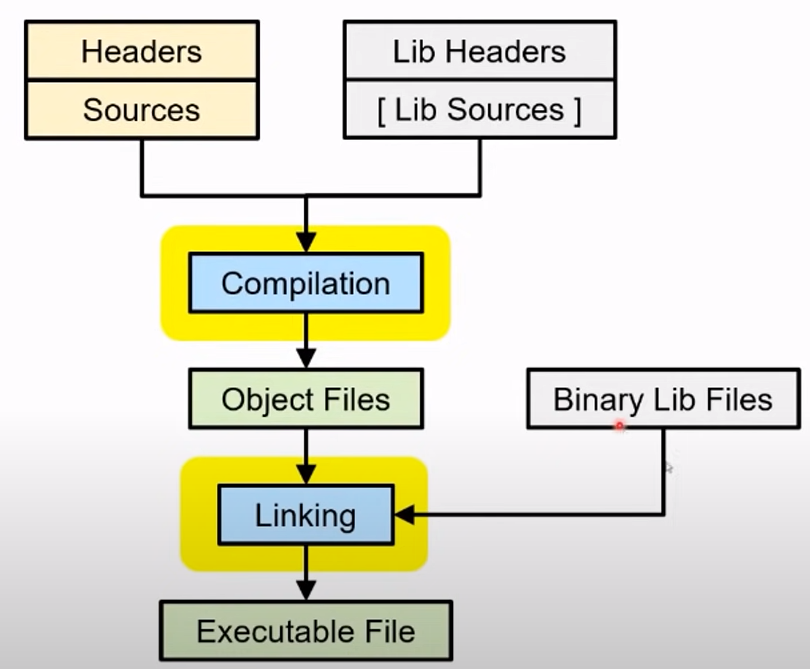 Headers
Sources
Lib Headers
[ Lib Sources ]
Compilation
Object Files
Binary Lib Files
Linking
Executable File